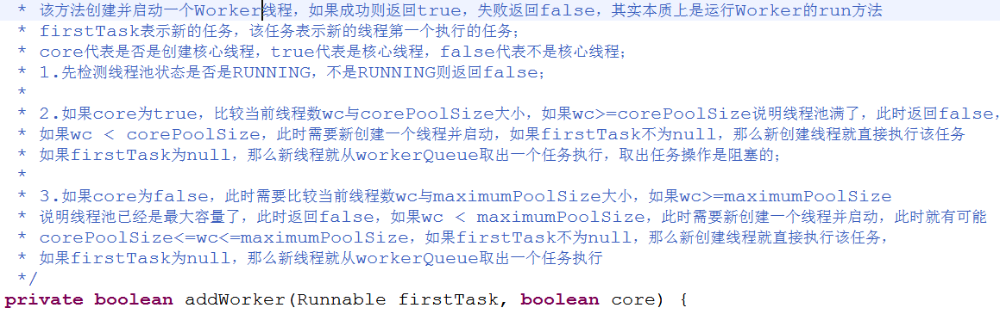 * 该方法创建并启动一个Worker线程，如果成功则返回true，失败返回false，其实本质上是运行Worker的run方法
* firstTask表示新的任务，该任务表示新的线程第一个执行的任务；
* core代表是否是创建核心线程，true代表是核心线程，false代表不是核心线程；
* 1.先检测线程池状态是否是RUNNING，不是RUNNING则返回false；
*
* 2.如果core为true，比较当前线程数wc与corePoolSize大小，如果wc>=corePoolSize说明线程池满了，此时返回false，
* 如果wc < corePoolSize，此时需要新创建一个线程并启动，如果firstTask不为null，那么新创建线程就直接执行该任务
* 如果firstTask为null，那么新线程就从workerQueue取出一个任务执行，取出任务操作是阻塞的；
*
* 3.如果core为false，此时需要比较当前线程数wc与maximumPoolSize大小，如果wc>=maximumPoolSize
* 说明线程池已经是最大容量了，此时返回false，如果wc < maximumPoolSize，此时需要新创建一个线程并启动，此时就有可能
* corePoolSize<=wc<=maximumPoolSize，如果firstTask不为null，那么新创建线程就直接执行该任务，
* 如果firstTask为null，那么新线程就从workerQueue取出一个任务执行
*/
private boolean addWorker(Runnable firstTask, boolean core) {